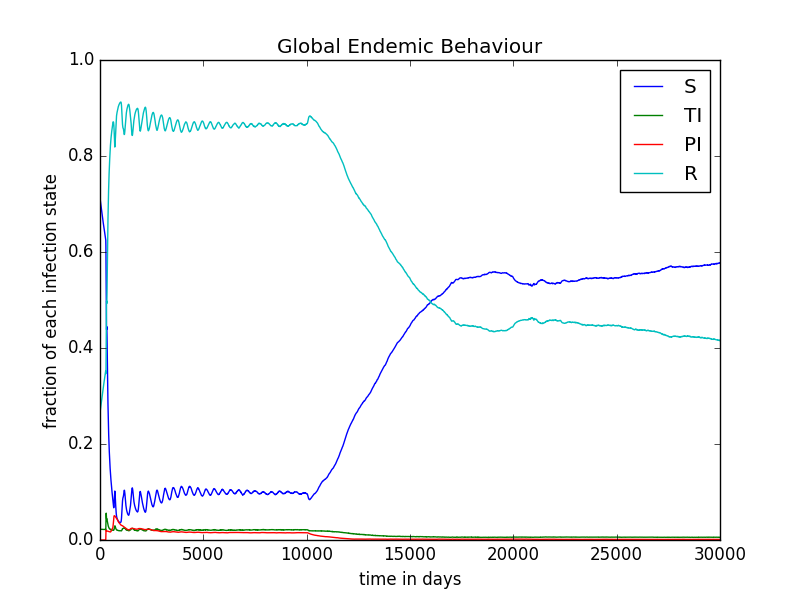 Global Endemic Behaviour
1.0
0.8
0.6
0.4
0.2
0.0
fraction of each infection state
S
TI
PI
R
0 5000 10000 15000 20000 25000 30000
time in days